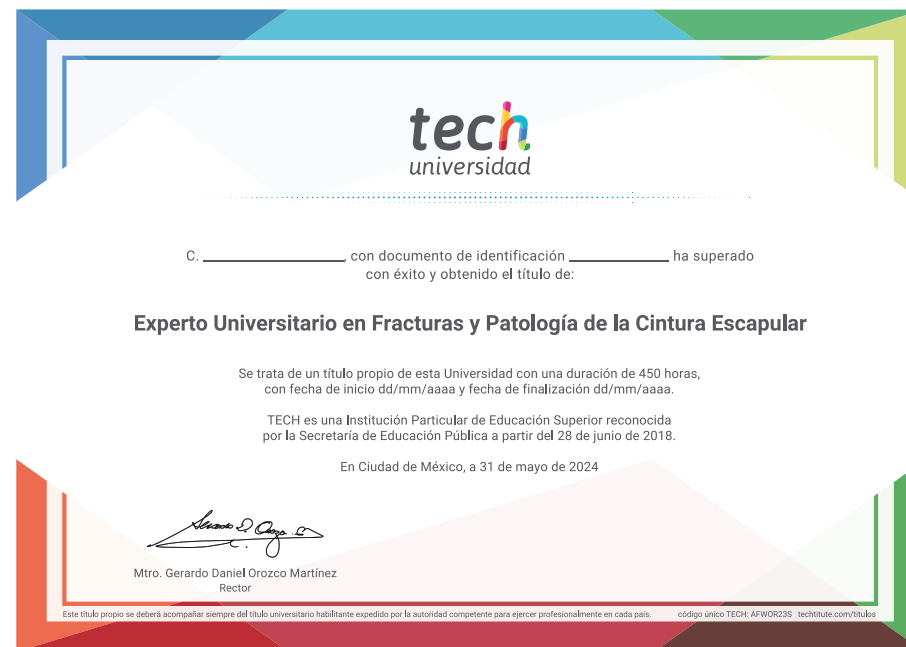 tech
universidad
C. ____________, con documento de identificación ____________ ha superado
con éxito y obtenido el título de:
Experto Universitario en Fracturas y Patología de la Cintura Escapular
Se trata de un título propio de esta Universidad con una duración de 450 horas,
con fecha de inicio dd/mm/aaaa y fecha de finalización dd/mm/aaaa.
TECH es una Institución Particular de Educación Superior reconocida
por la Secretaría de Educación Pública a partir del 28 de junio de 2018.
En Ciudad de México, a 31 de mayo de 2024
Mtro. Gerardo Daniel Orozco Martínez
Rector
Este título propio se deberá acompañar siempre del título universitario habilitante expedido por la autoridad competente para ejercer profesionalmente en cada país. código único TECH: AFWOR23S techtitute.com/titulos